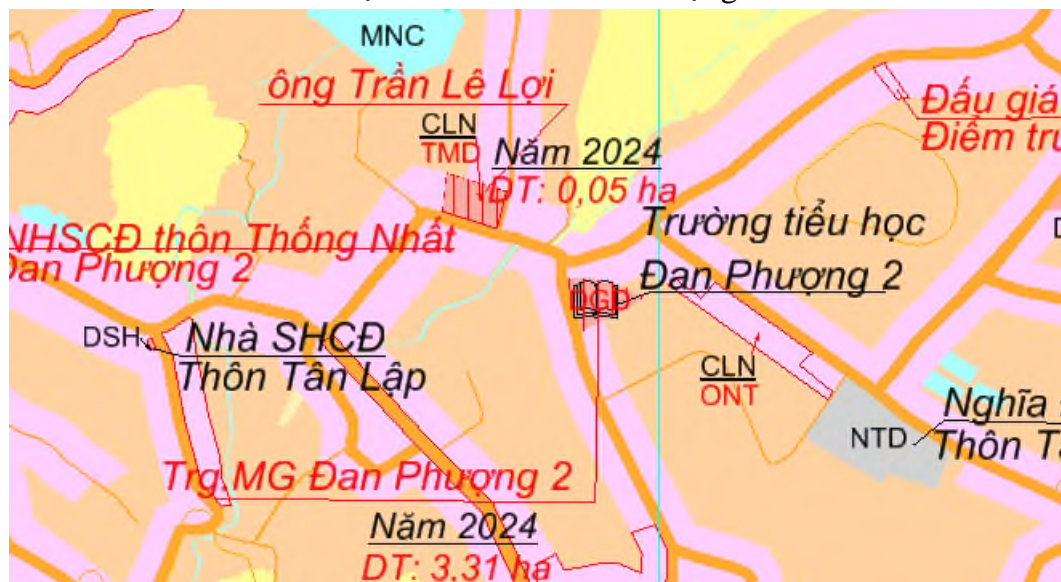 MNC
ông Trần Lê Lợi
CLN
TMD
Năm 2024
DT: 0,05 ha
Đấu giá
Điểm
Trường tiểu học
Đan Phượng 2
NHSCĐ thôn Thống Nhất
Đan Phượng 2
DGD
DSH
Nhà SHCĐ
Thôn Tân Lập
CLN
ONT
Nghĩa
Thôn
NTD
Trg.MG Đan Phượng 2
Năm 2024
DT: 3,31 ha